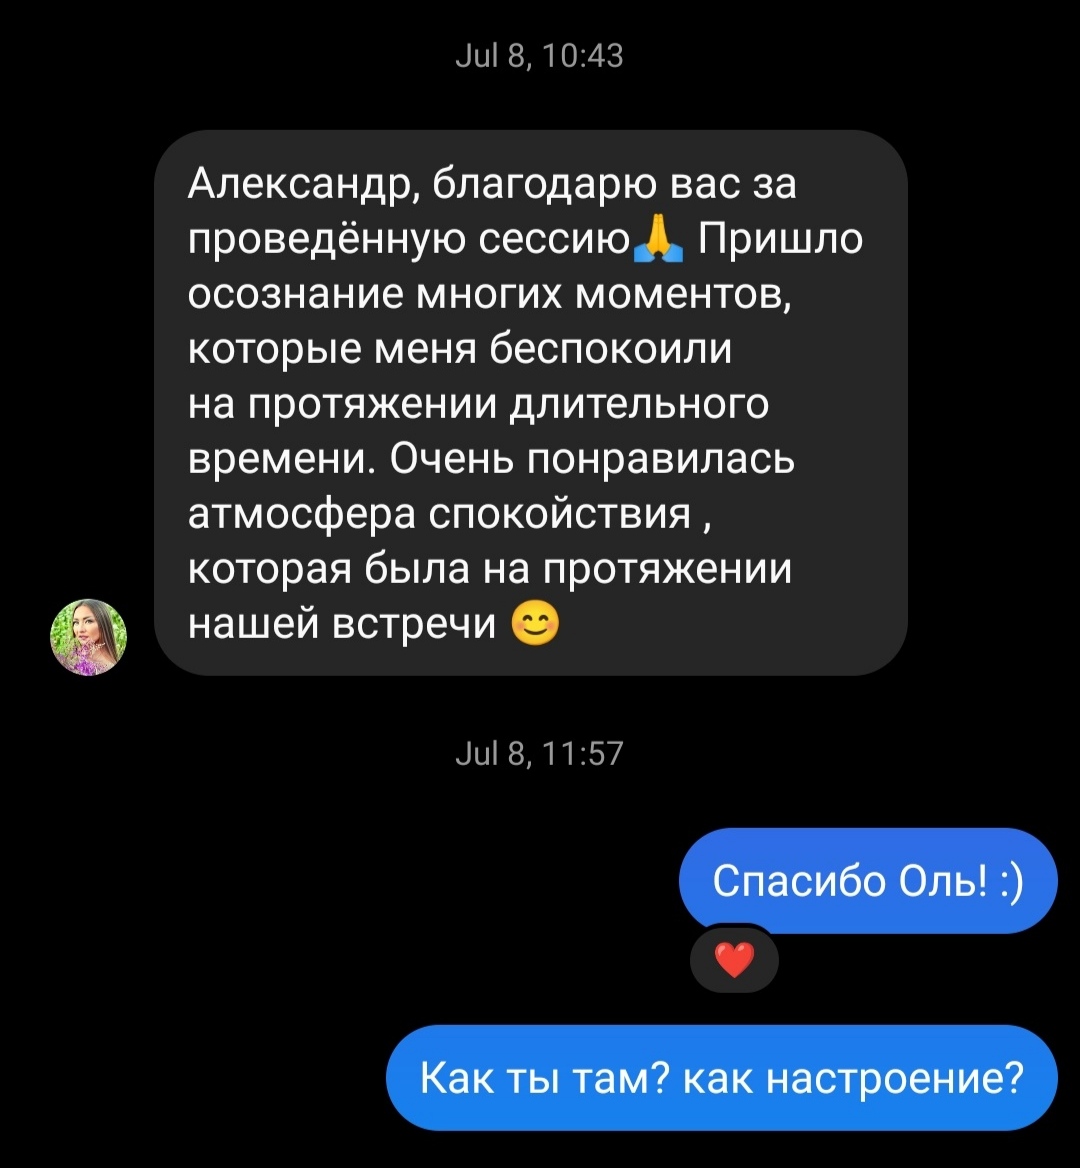 Jul 8, 10:43
Александр, благодарю вас за
проведённую сессию🙏 Пришло
осознание многих моментов,
которые меня беспокоили
на протяжении длительного
времени. Очень понравилась
атмосфера спокойствия ,
которая была на протяжении
нашей встречи 😊
Jul 8, 11:57
Спасибо Оль! :)
❤️
Как ты там? как настроение?